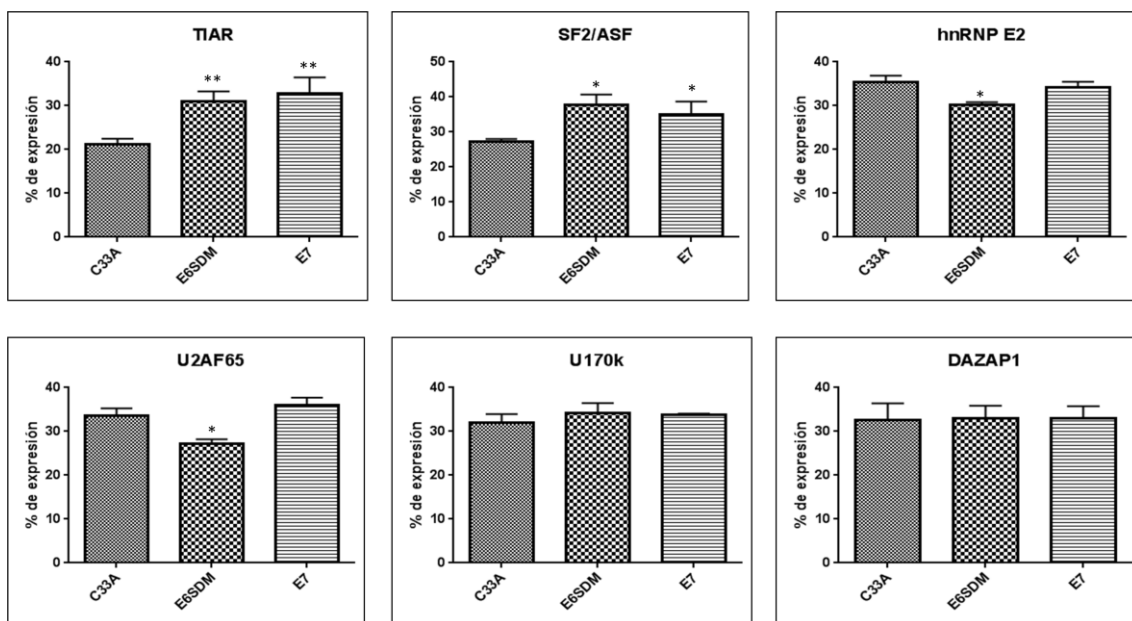 TIAR
% de expresión
40
30
20
10
0
** **
C33A E6SDM E7
SF2/ASF
% de expresión
50
40
30
20
10
0
* *
C33A E6SDM E7
hnRNP E2
% de expresión
40
30
20
10
0
*
C33A E6SDM E7
U2AF65
% de expresión
40
30
20
10
0
*
C33A E6SDM E7
U170k
% de expresión
40
30
20
10
0
C33A E6SDM E7
DAZAP1
% de expresión
40
30
20
10
0
C33A E6SDM E7